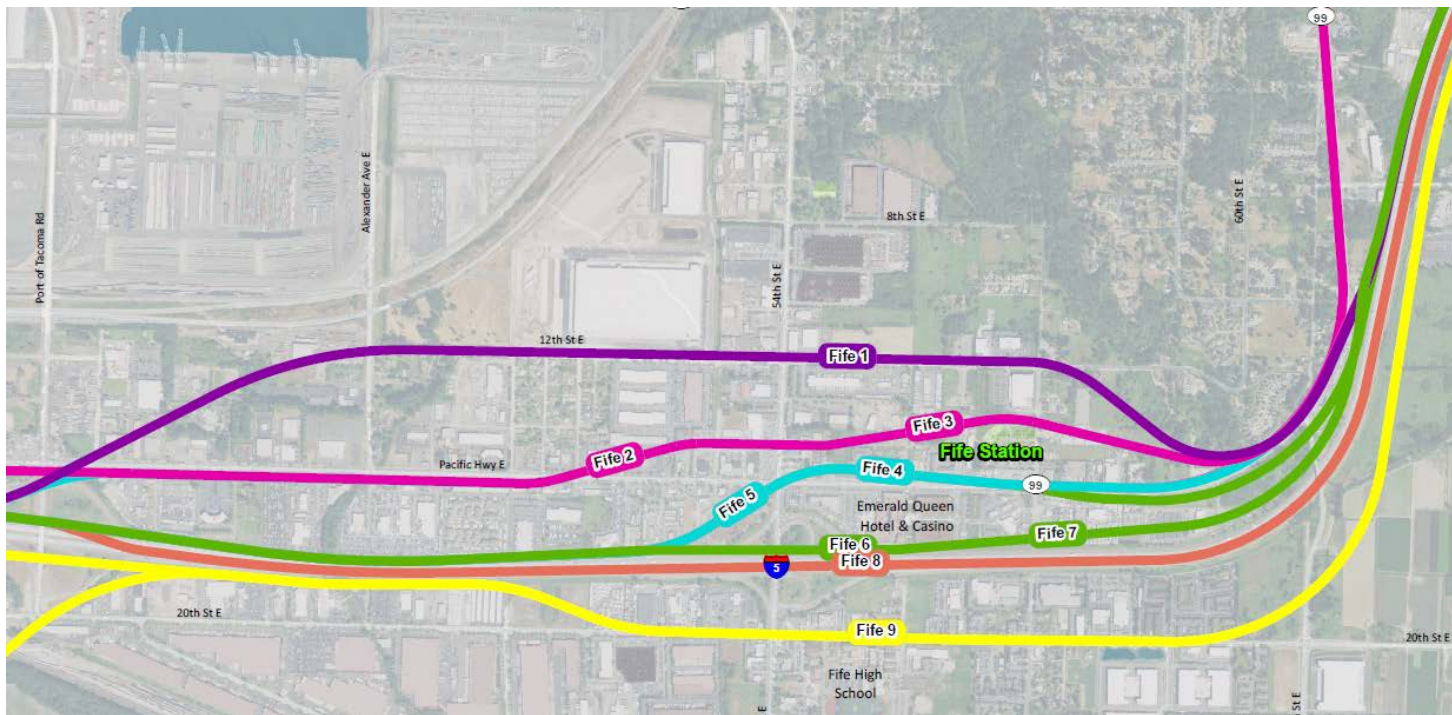 99
Port of Tacoma Rd
Alexander Ave E
54th St E
8th St E
60th St E
12th St E
Fife 1
Fife 3
Fife 2
Fife Station
Pacific Hwy E
Fife 4
99
Fife 5
Emerald Queen
Hotel & Casino
Fife 7
Fife 6
Fife 8
5
20th St E
Fife 9
20th St E
Fife High
School
E
St E